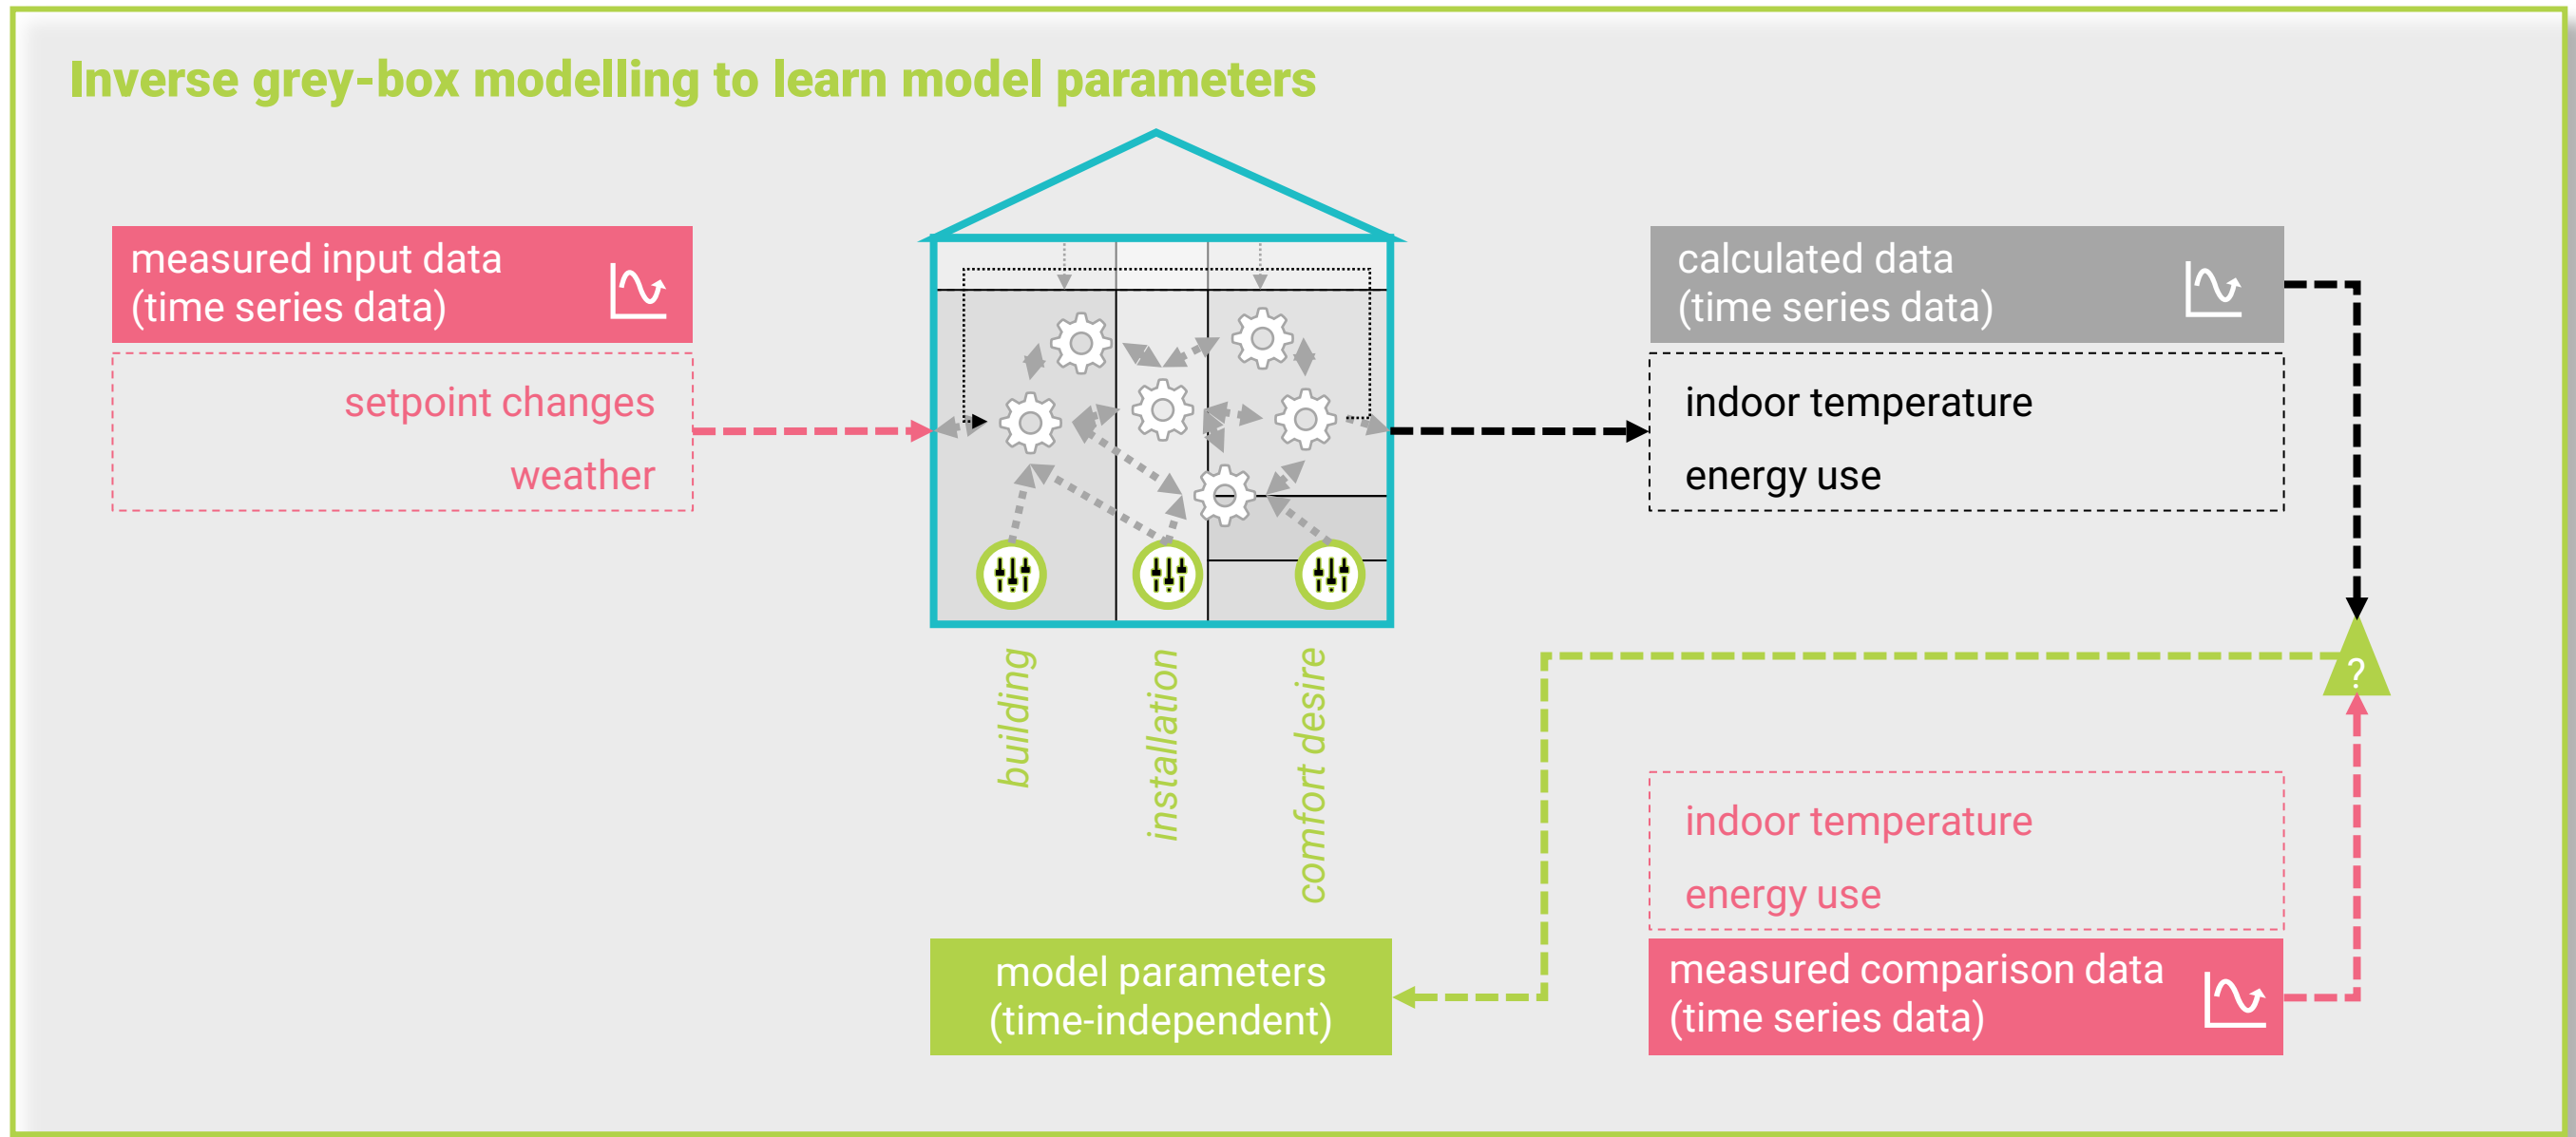 Inverse grey-box modelling to learn model parameters
measured input data
(time series data)
setpoint changes
weather
calculated data
(time series data)
indoor temperature
energy use
?
building
installation
comfort desire
indoor temperature
energy use
measured comparison data
(time series data)
model parameters
(time-independent)